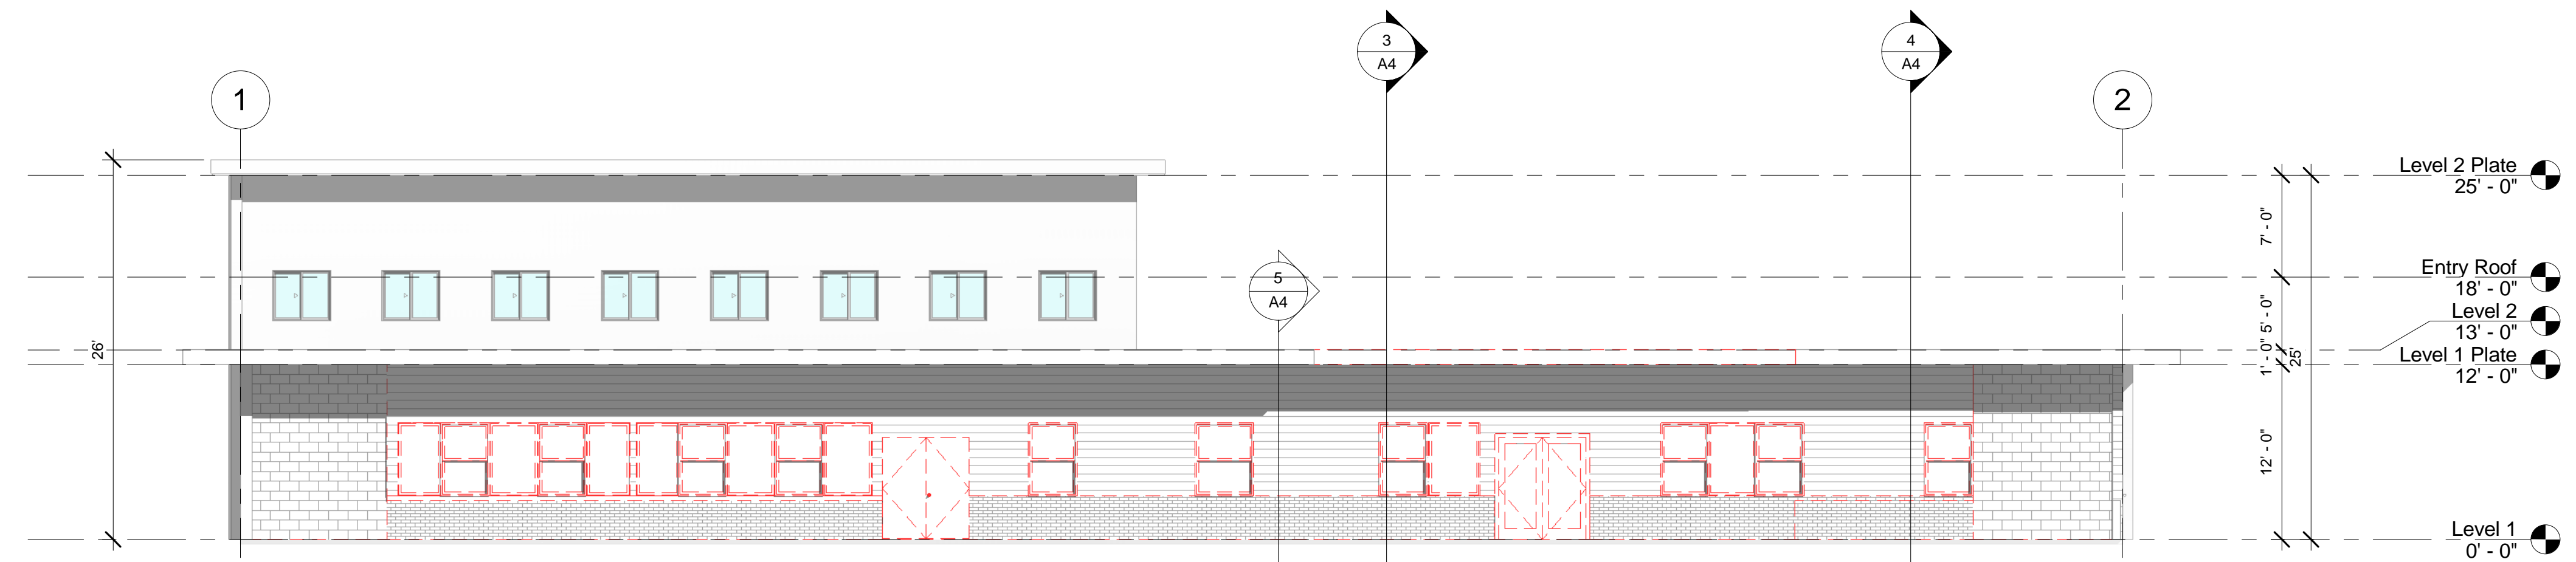 3
A4
4
A4
1
2
Level 2 Plate
25' - 0"
7' - 0"
Entry Roof
18' - 0"
5
A4
Level 2
13' - 0"
5' - 0"
26'
1' - 0"
25'
Level 1 Plate
12' - 0"
12' - 0"
Level 1
0' - 0"